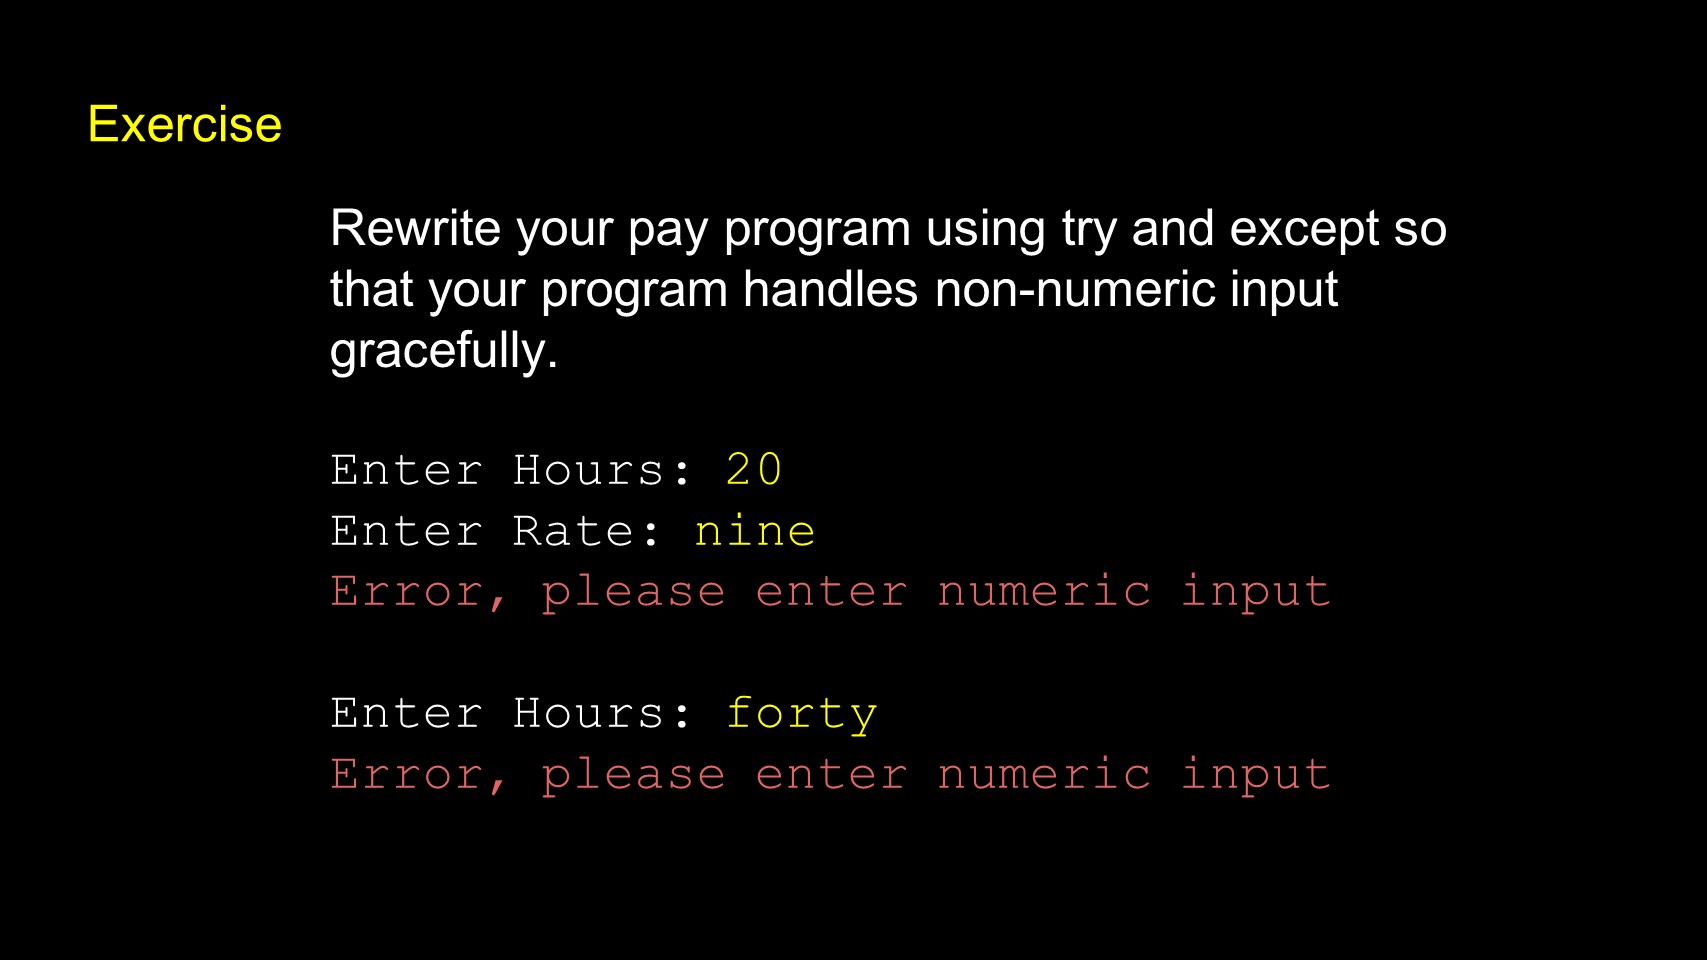 Exercise
Rewrite your pay program using try and except so
that your program handles non-numeric input
gracefully.
Enter Hours: 20
Enter Rate: nine
Error, please enter numeric input
Enter Hours: forty
Error, please enter numeric input